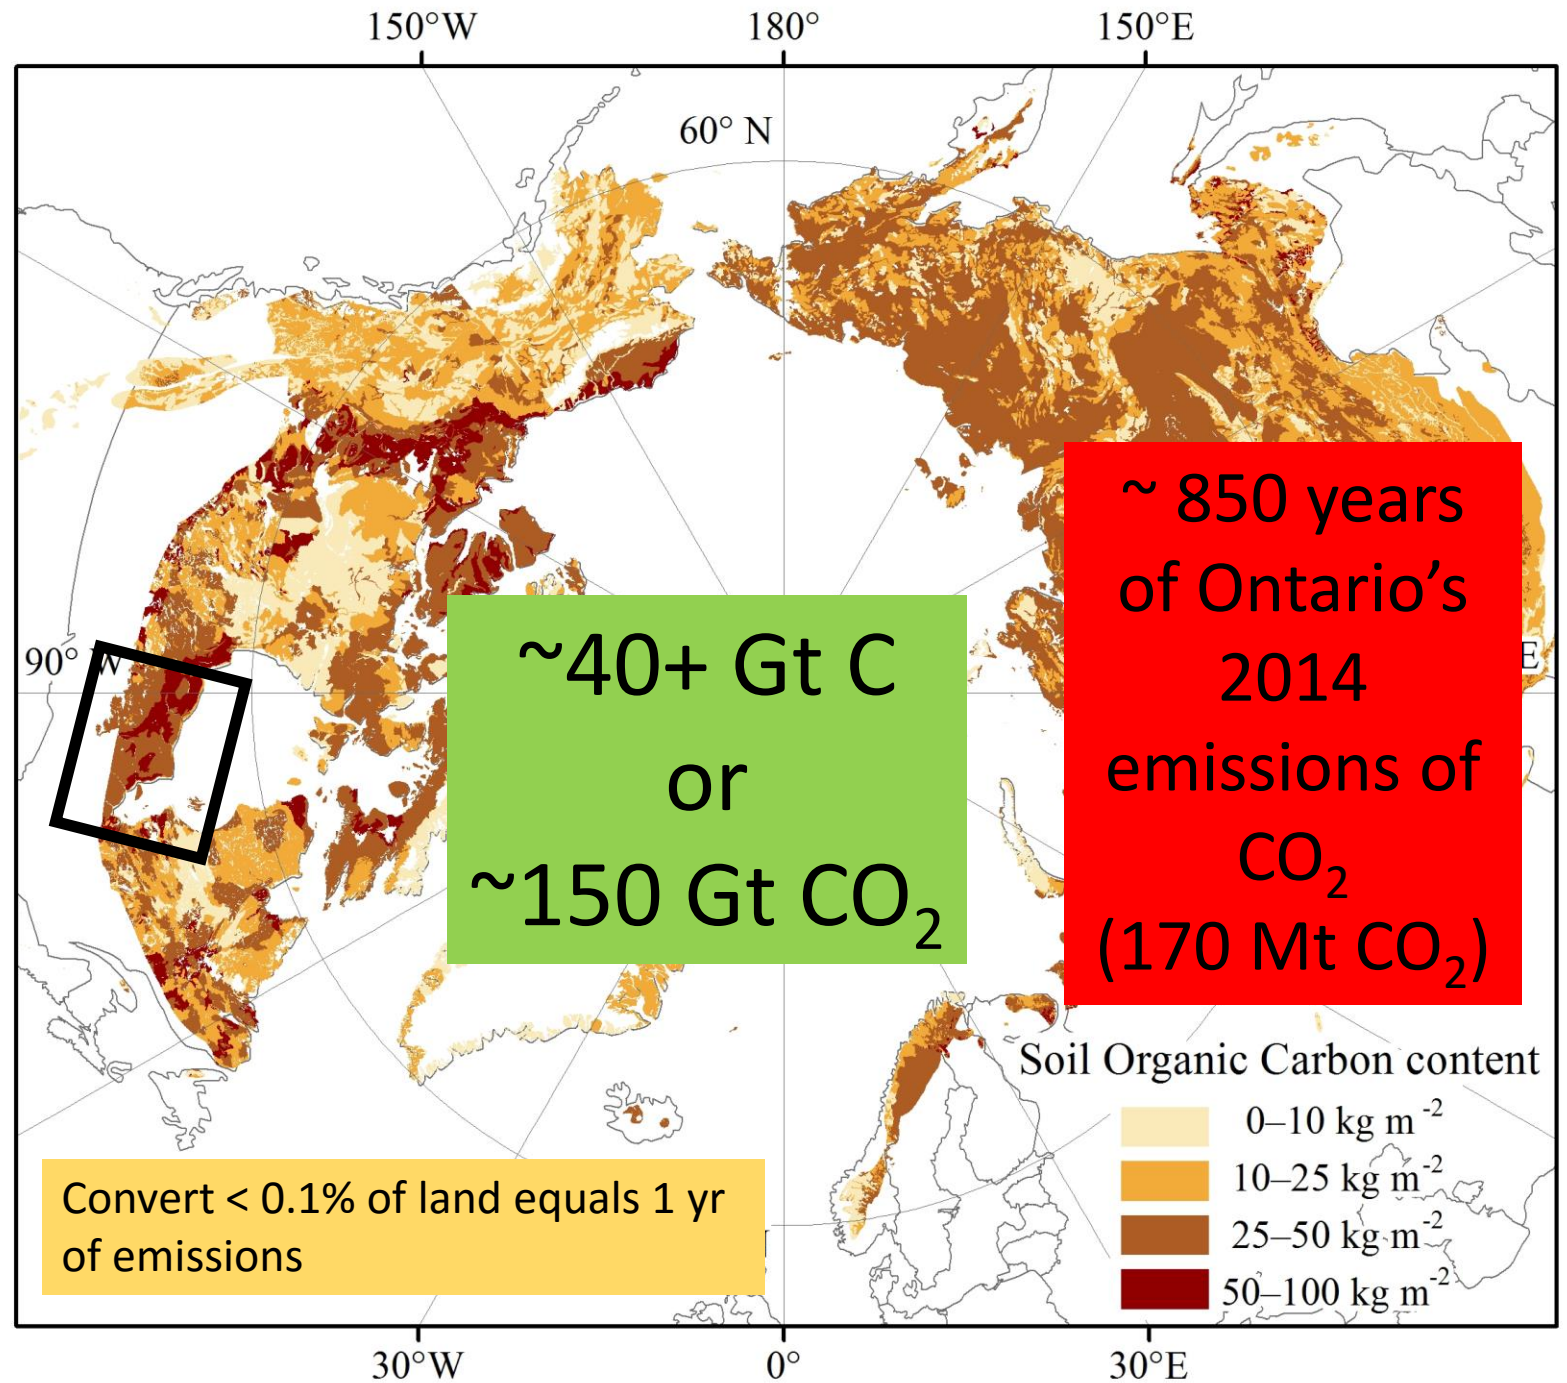 150°W
180°
150°E
60° N
90° W
E
~40+ Gt C
or
~150 Gt CO₂
~ 850 years
of Ontario’s
2014
emissions of
CO₂
(170 Mt CO₂)
Soil Organic Carbon content
0–10 kg m⁻²
10–25 kg m⁻²
25–50 kg m⁻²
50–100 kg m⁻²
Convert < 0.1% of land equals 1 yr
of emissions
30°W
0°
30°E